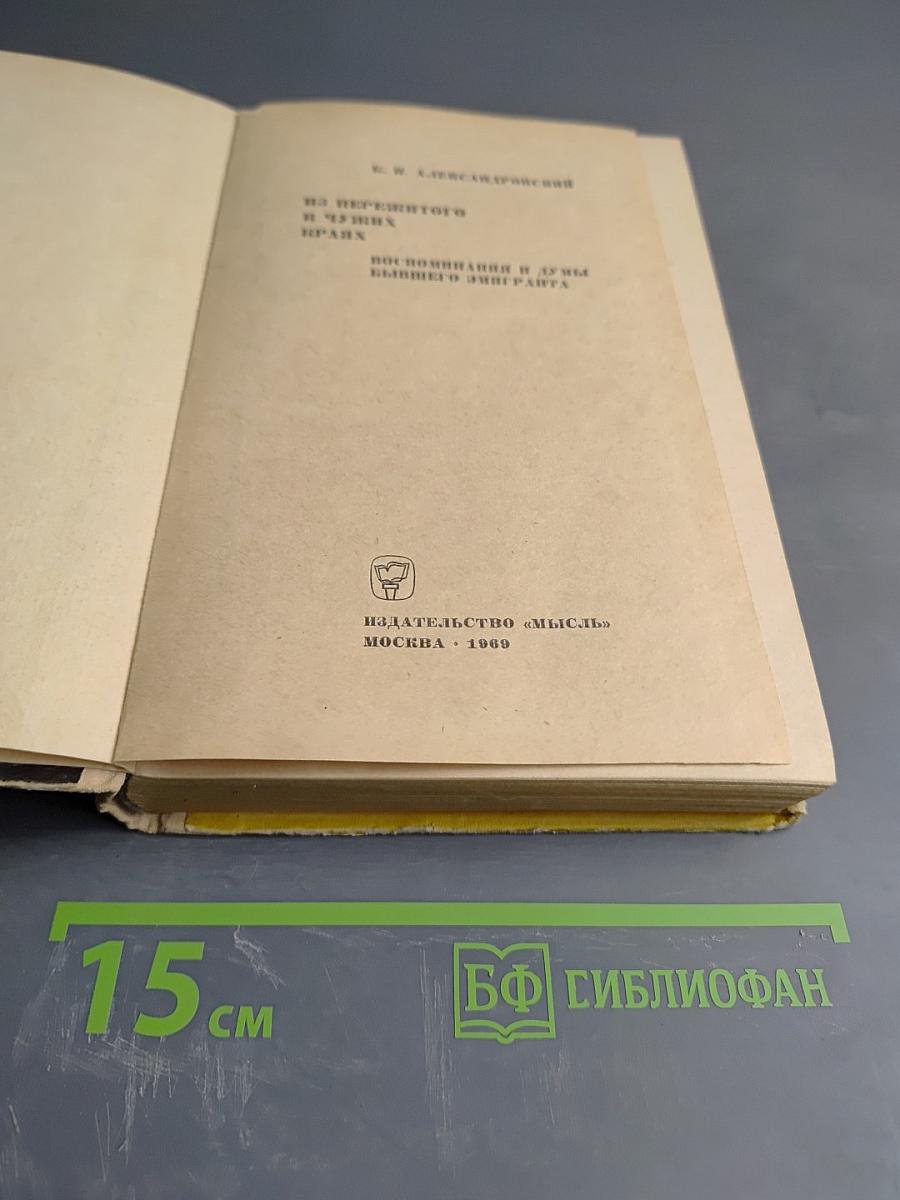 АЛЕКСАНДРОВСКИЙ
ИЗ ПЕРЕЖИТОГО
В ЧУЖИХ
КРАЯХ
ВОСПОМИНАНИЯ И ДУМЫ
БЫВШЕГО ЭМИГРАНТА
ИЗДАТЕЛЬСТВО «МЫСЛЬ»
МОСКВА · 1969
15 СМ
БФ БИБЛИОФАН